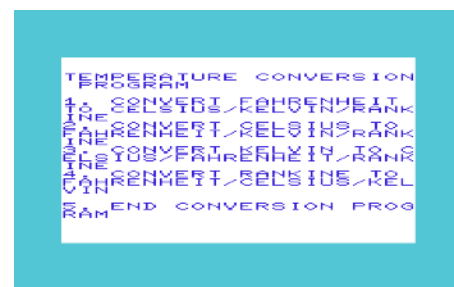 TEMPERATURE CONVERSION
PROGRAM
1. CONVERT FAHRENHEIT
TO CELSIUS/KELVIN/RANK
INE
2. CONVERT CELSIUS TO
FAHRENHEIT/KELVIN/RANK
INE
3. CONVERT KELVIN TO C
ELSIUS/FAHRENHEIT/RANK
INE
4. CONVERT RANKINE TO
FAHRENHEIT/CELSIUS/KEL
VIN
5. END CONVERSION PROG
RAM